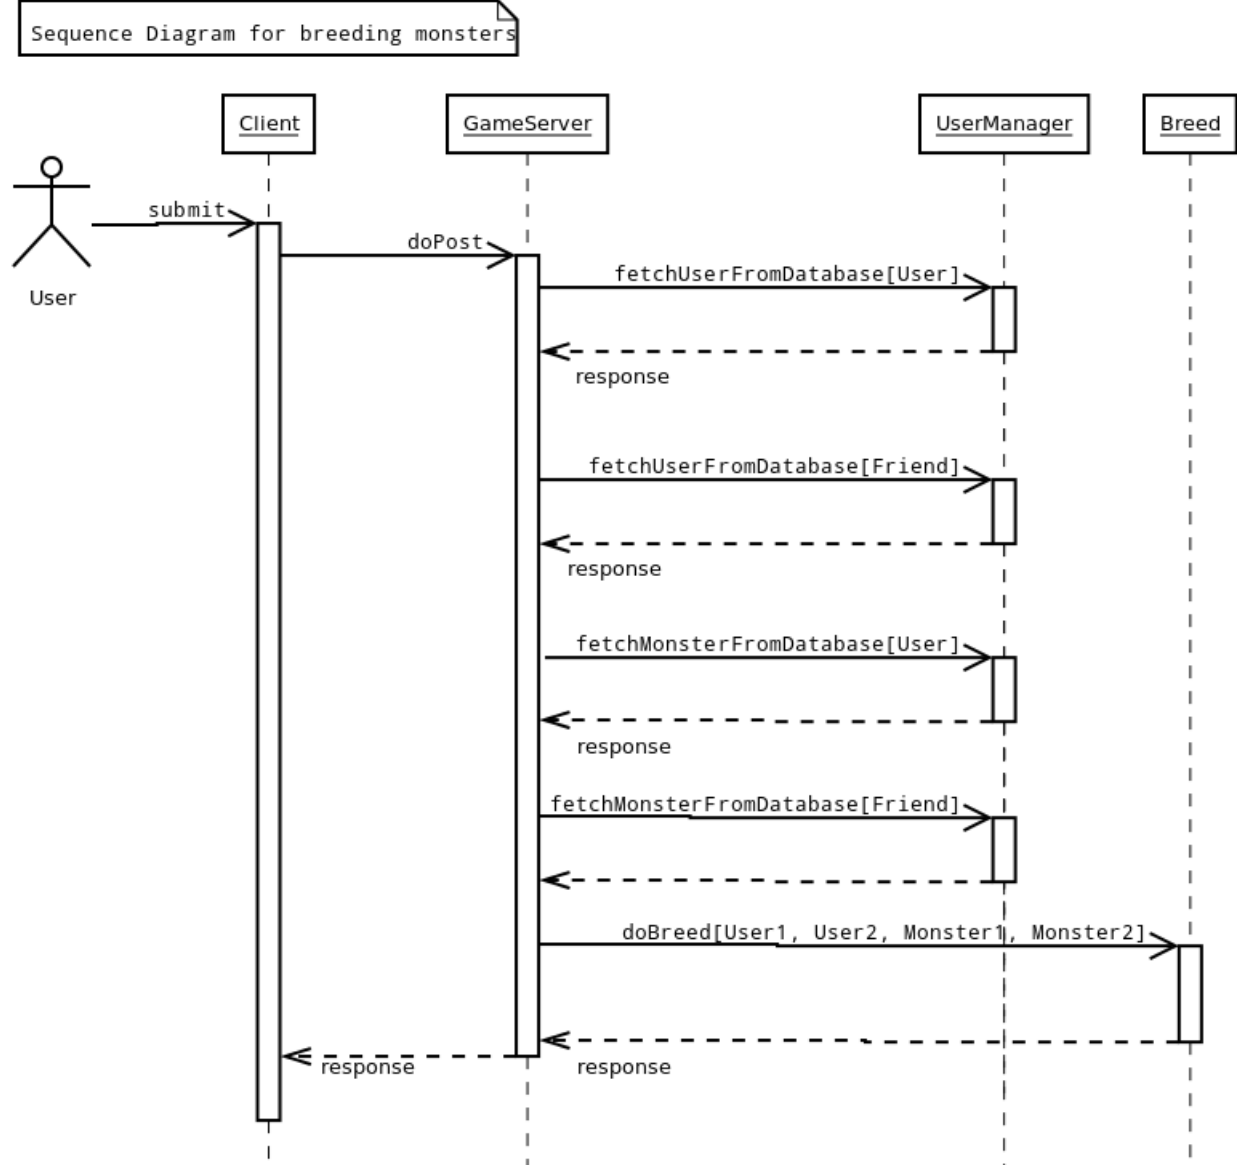 Sequence Diagram for breeding monsters
Client
GameServer
UserManager
Breed
submit
doPost
fetchUserFromDatabase[User]
User
response
fetchUserFromDatabase[Friend]
response
fetchMonsterFromDatabase[User]
response
fetchMonsterFromDatabase[Friend]
doBreed[User1, User2, Monster1, Monster2]
response
response